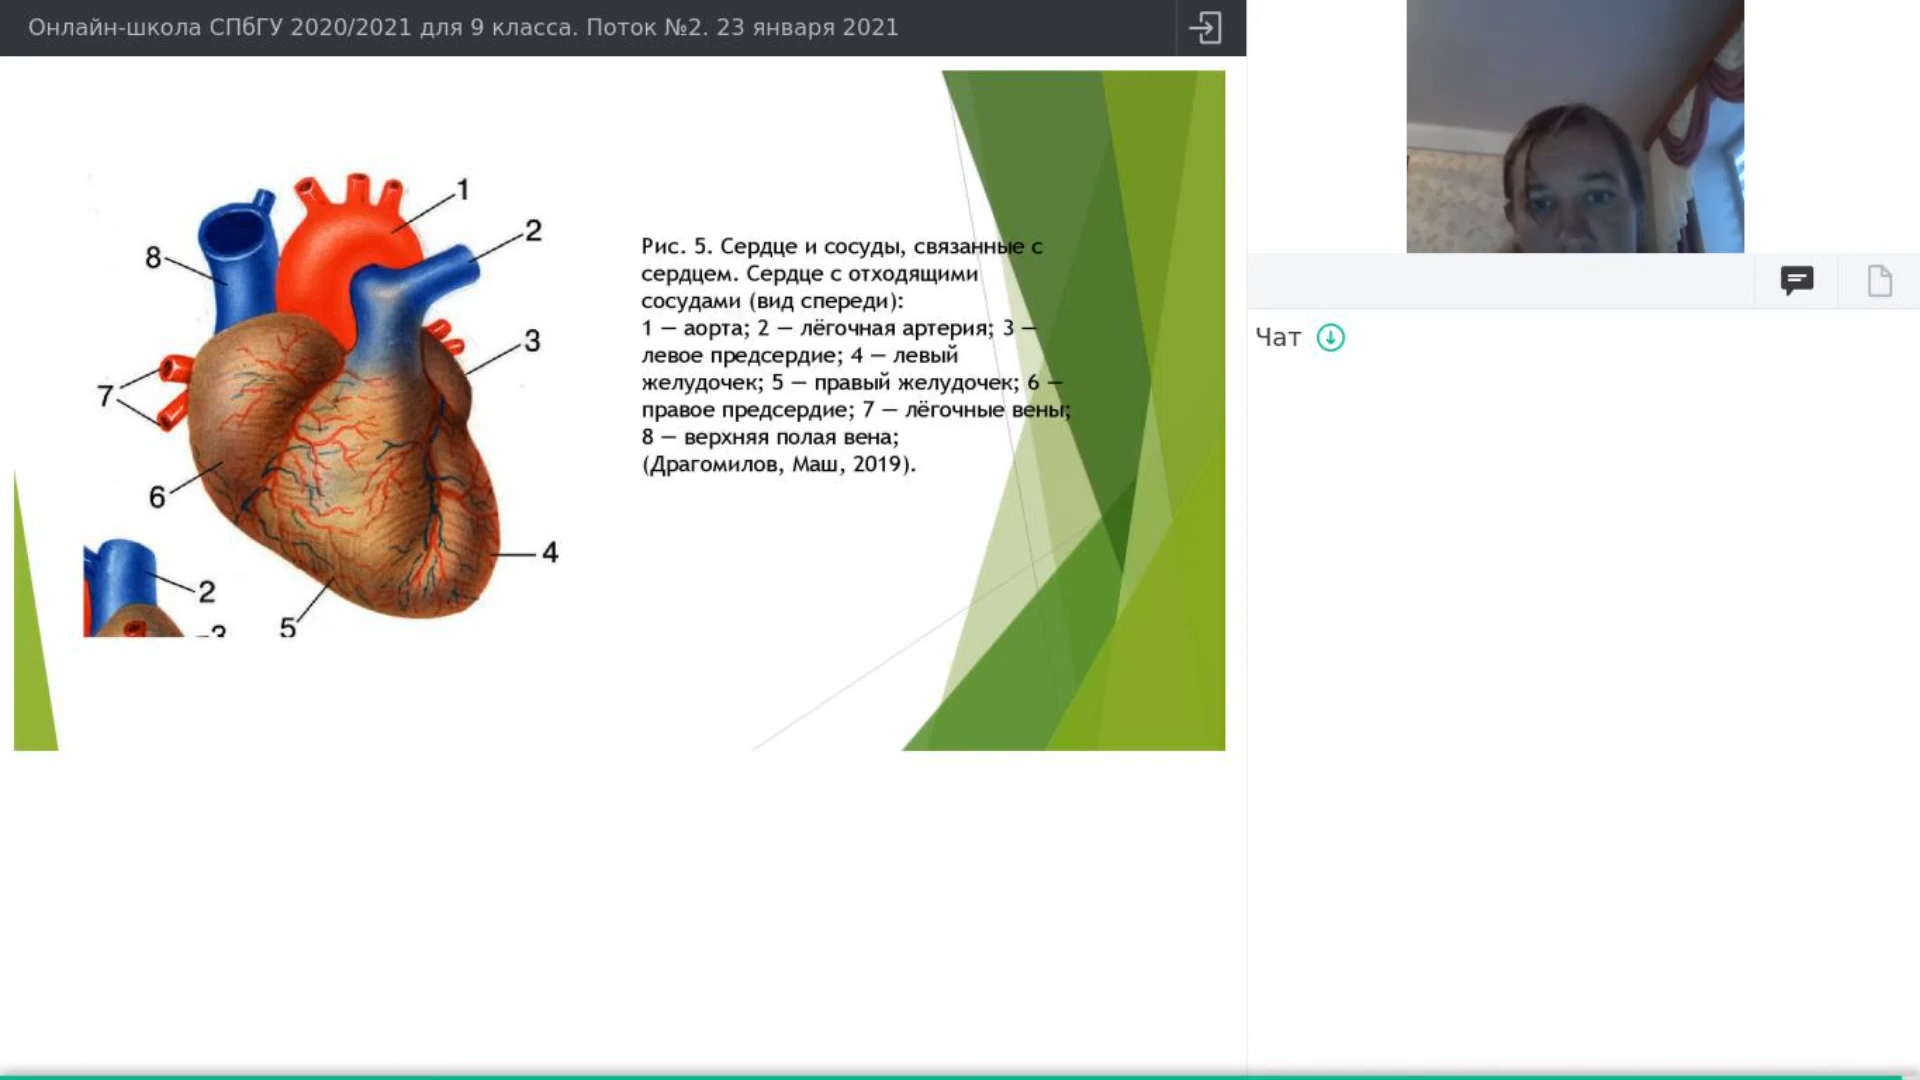 Онлайн-школа СПбГУ 2020/2021 для 9 класса. Поток №2. 23 января 2021
1
2
8
3
7
6
4
2
3
5
Рис. 5. Сердце и сосуды, связанные с
сердцем. Сердце с отходящими
сосудами (вид спереди):
1 — аорта; 2 — лёгочная артерия; 3 —
левое предсердие; 4 — левый
желудочек; 5 — правый желудочек; 6 —
правое предсердие; 7 — лёгочные вены;
8 — верхняя полая вена;
(Драгомилов, Маш, 2019).
Чат